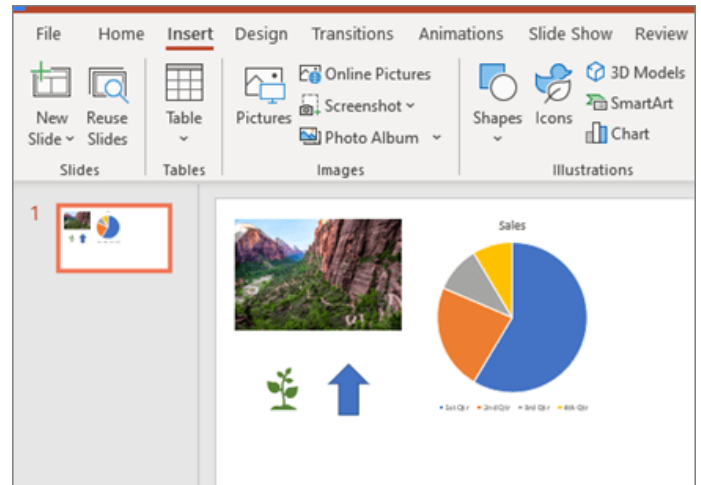 File Home Insert Design Transitions Animations Slide Show Review
New Slide Reuse Slides Table Pictures Online Pictures Screenshot Photo Album Shapes Icons 3D Models SmartArt Chart
Slides Tables Images Illustrations
1
Sales
1st Qtr 2nd Qtr 3rd Qtr 4th Qtr